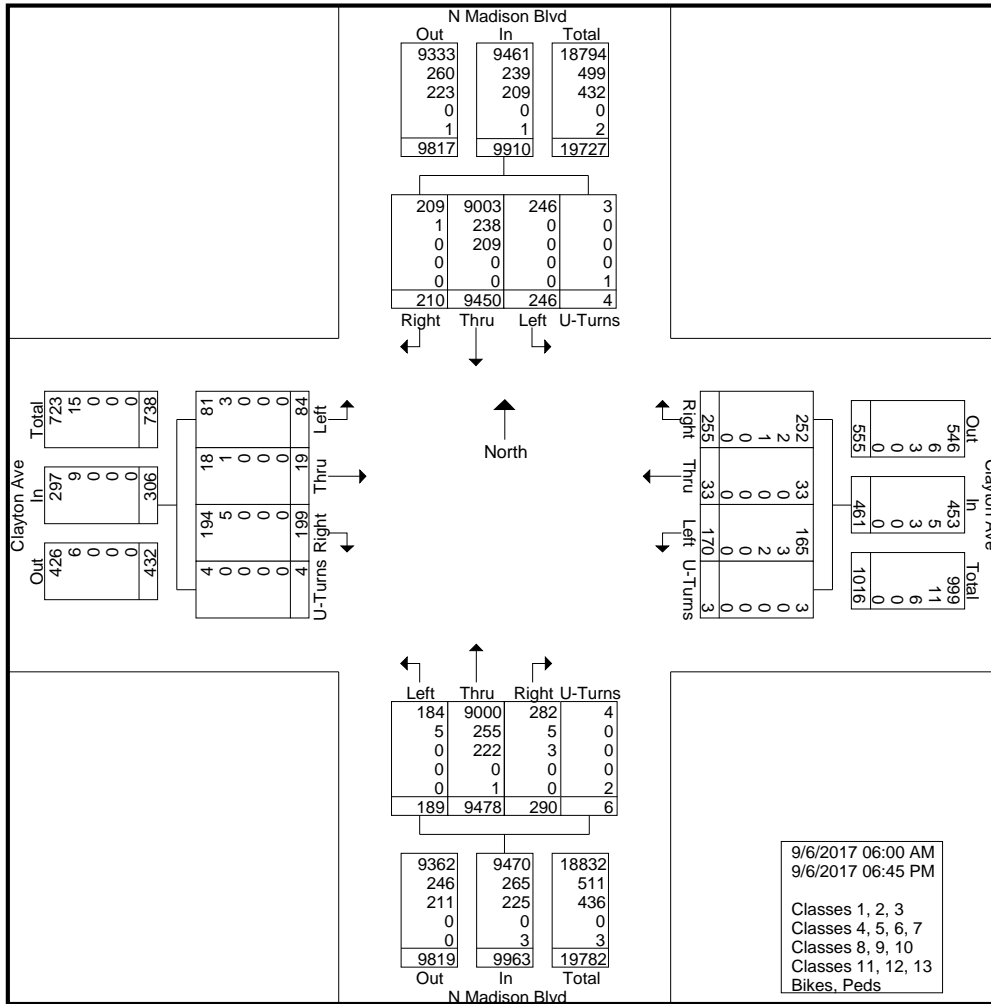 N Madison Blvd
Out In Total
9333 9461 18794
260 239 499
223 209 432
0 0 0
1 1 2
9817 9910 19727
209 9003 246 3
1 238 0 0
0 209 0 0
0 0 0 0
0 0 0 1
210 9450 246 4
Right Thru Left U-Turns
Clayton Ave
Total
723 15 0 0 0 738
In
297 9 0 0 0 306
Out
426 6 0 0 0 432
81 3 0 0 0 84
Left
18 1 0 0 0 19
Thru
194 5 0 0 0 199
Right
4 0 0 0 0 4
U-Turns
North
Right
252 2 1 0 0 255
Thru
33 0 0 0 0 33
Left
165 3 2 0 0 170
U-Turns
3 0 0 0 0 3
Out
546 6 3 0 0 555
In
453 5 3 0 0 461
Total
999 11 6 0 0 1016
Clayton Ave
Left Thru Right U-Turns
184 9000 282 4
5 255 5 0
0 222 3 0
0 0 0 0
0 1 0 2
189 9478 290 6
9362 9470 18832
246 265 511
211 225 436
0 0 0
0 3 3
9819 9963 19782
Out In Total
N Madison Blvd
9/6/2017 06:00 AM
9/6/2017 06:45 PM
Classes 1, 2, 3
Classes 4, 5, 6, 7
Classes 8, 9, 10
Classes 11, 12, 13
Bikes, Peds